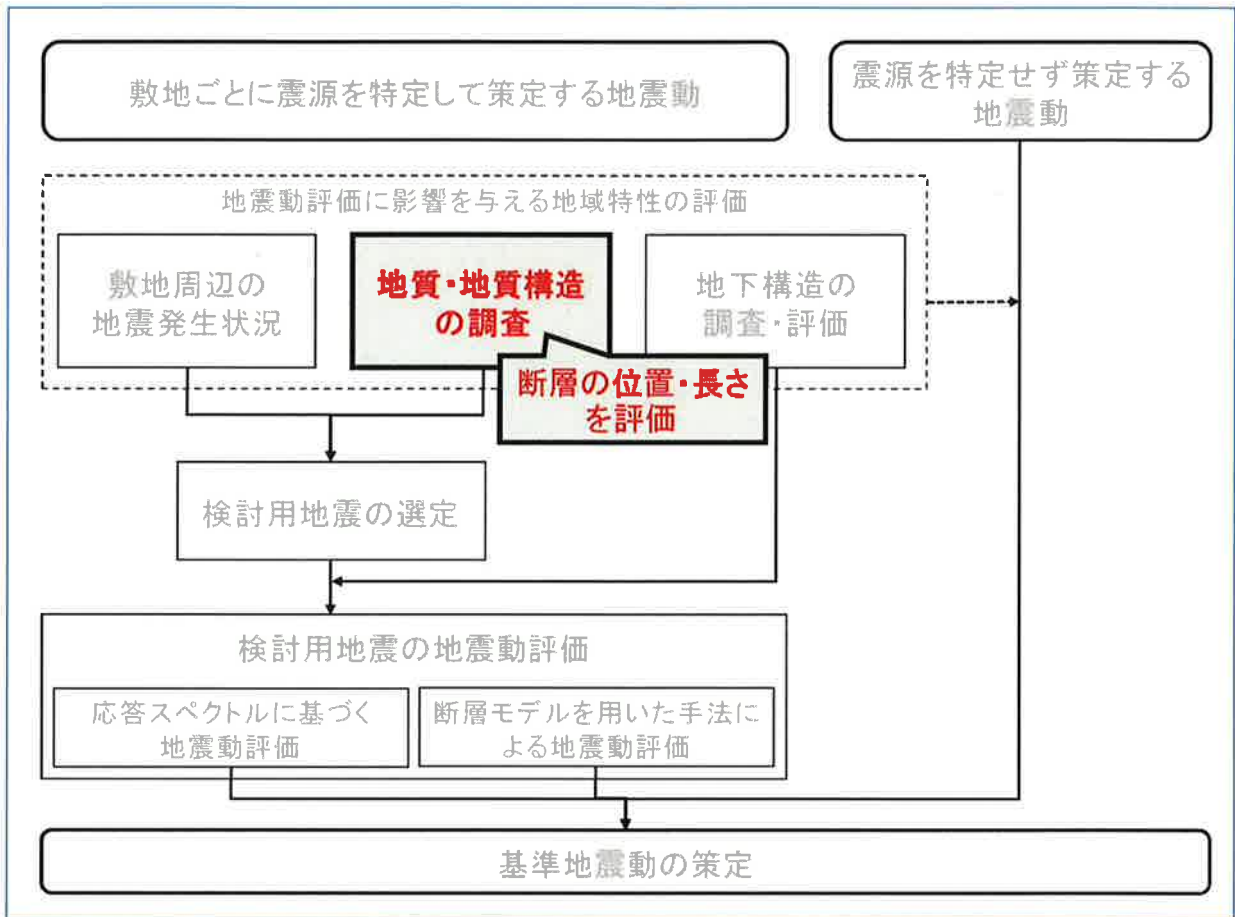 敷地ごとに震源を特定して策定する地震動
震源を特定せず策定する
地震動
地震動評価に影響を与える地域特性の評価
敷地周辺の
地震発生状況
地質・地質構造
の調査
地下構造の
調査・評価
断層の位置・長さ
を評価
検討用地震の選定
検討用地震の地震動評価
応答スペクトルに基づく
地震動評価
断層モデルを用いた手法に
よる地震動評価
基準地震動の策定